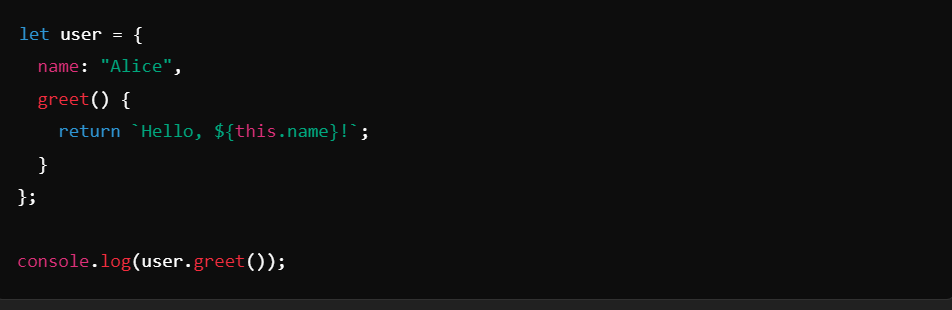 let user = {
  name: "Alice",
  greet() {
    return `Hello, ${this.name}!`;
  }
};

console.log(user.greet());